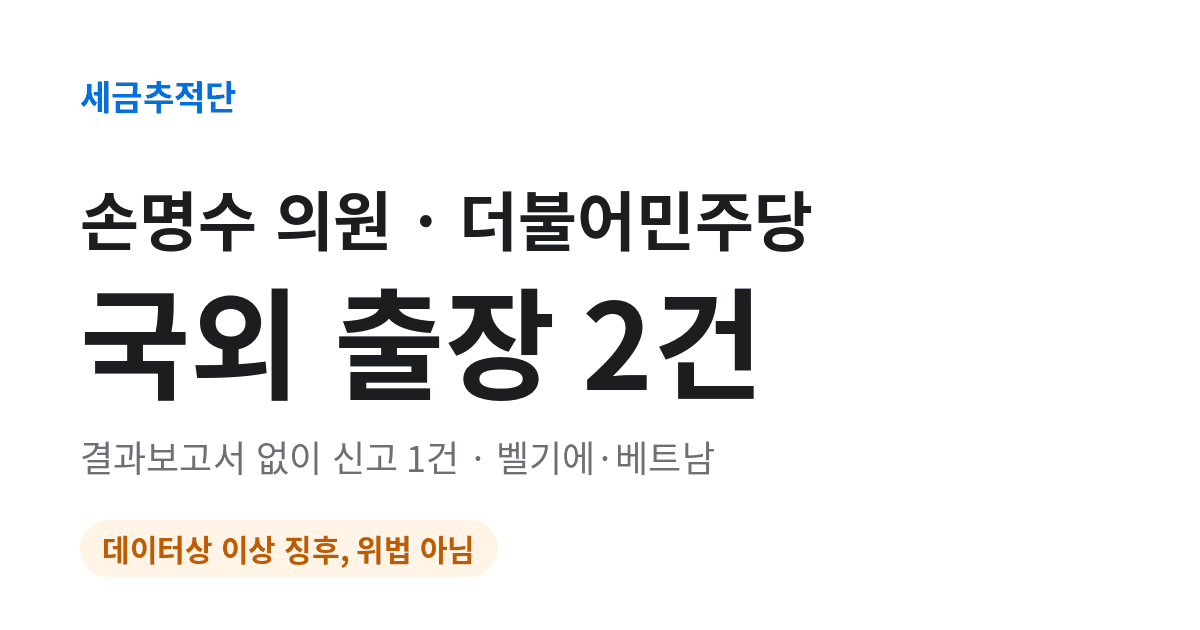 세금추적단
손명수 의원 · 더불어민주당
국외 출장 2건
결과보고서 없이 신고 1건 · 벨기에·베트남
데이터상 이상 징후, 위법 아님